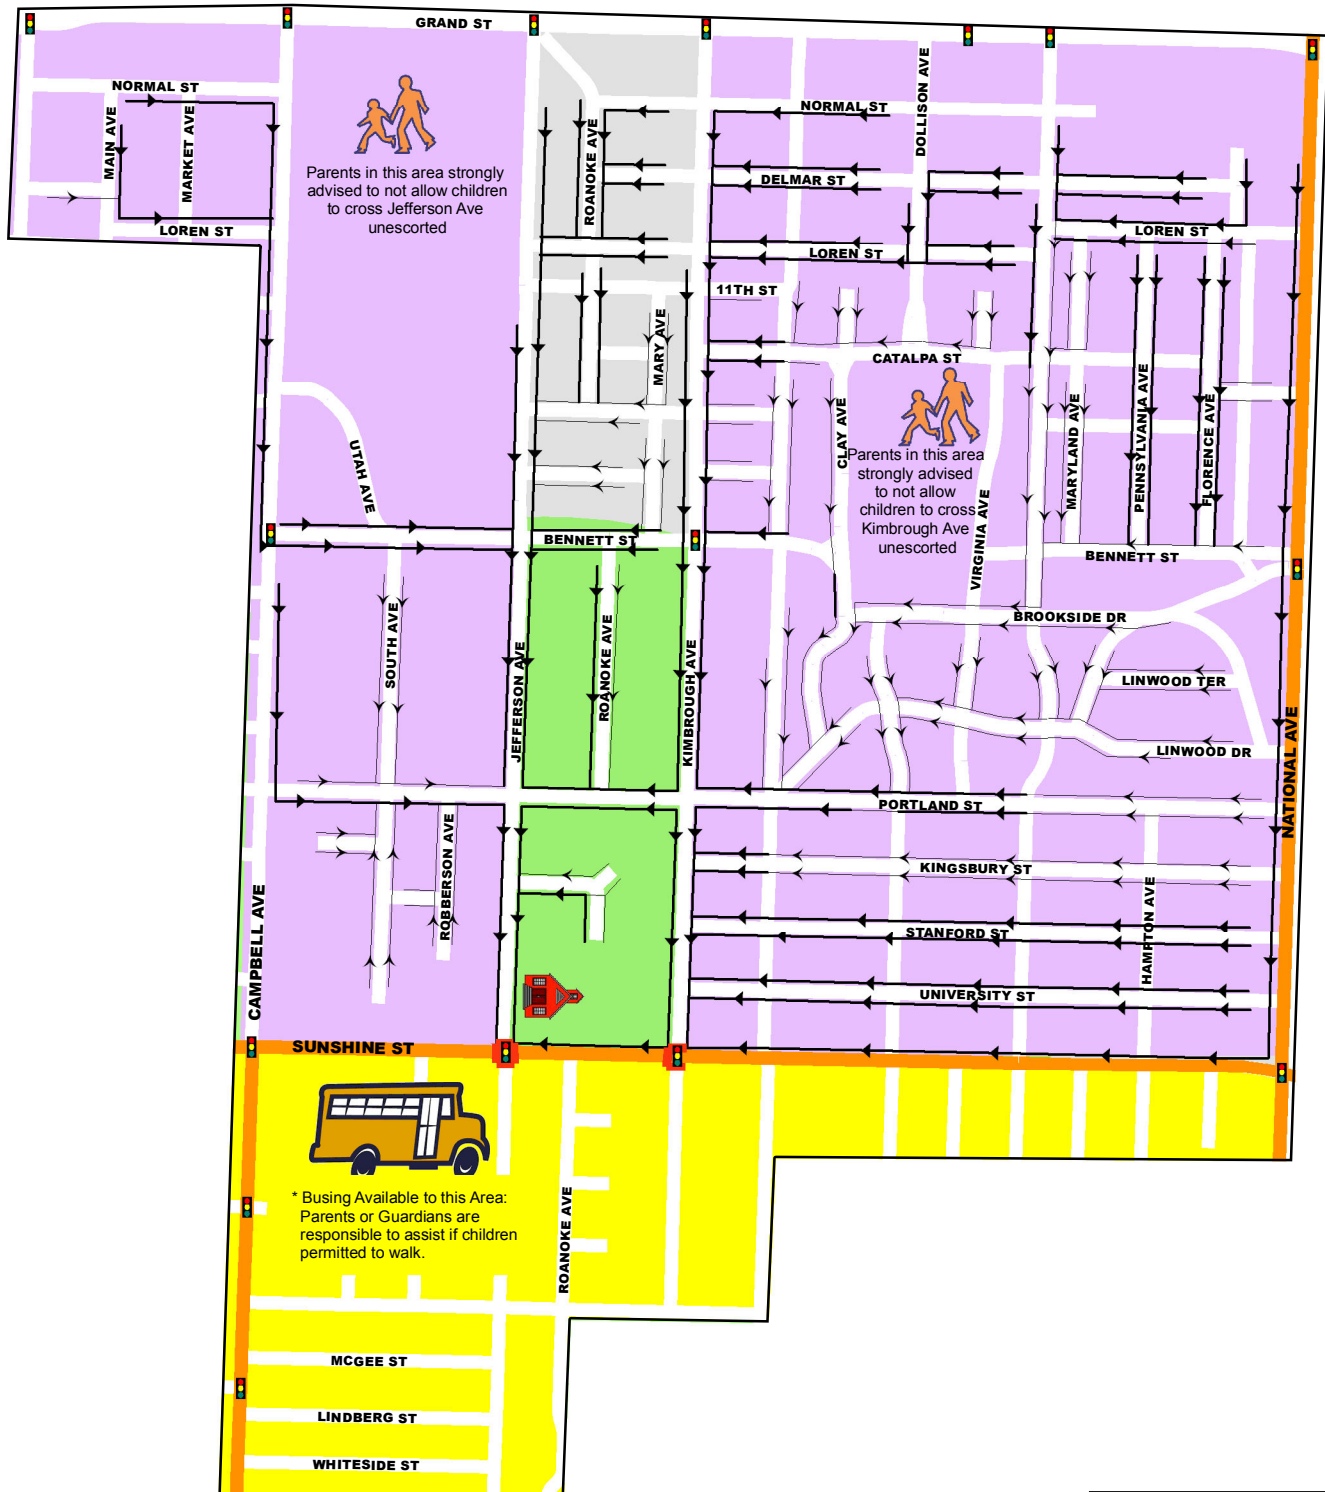 GRAND ST
NORMAL ST
MAIN AVE
MARKET AVE
LOREN ST
Parents in this area strongly
advised to not allow children
to cross Jefferson Ave
unescorted
ROANOKE AVE
NORMAL ST
DOLLISON AVE
DELMAR ST
LOREN ST
LOREN ST
11TH ST
MARY AVE
CATALPA ST
UTAH AVE
CLAY AVE
Parents in this area
strongly advised
to not allow
children to cross
Kimbrough Ave
unescorted
VIRGINIA AVE
MARYLAND AVE
PENNSYLVANIA AVE
FLORENCE AVE
BENNETT ST
BENNETT ST
SOUTH AVE
JEFFERSON AVE
ROANOKE AVE
KIMBROUGH AVE
BROOKSIDE DR
LINWOOD TER
LINWOOD DR
NATIONAL AVE
PORTLAND ST
ROBBERSON AVE
KINGSBURY ST
HAMPTON AVE
STANFORD ST
UNIVERSITY ST
CAMPBELL AVE
SUNSHINE ST
* Busing Available to this Area:
Parents or Guardians are
responsible to assist if children
permitted to walk.
ROANOKE AVE
MCGEE ST
LINDBERG ST
WHITESIDE ST